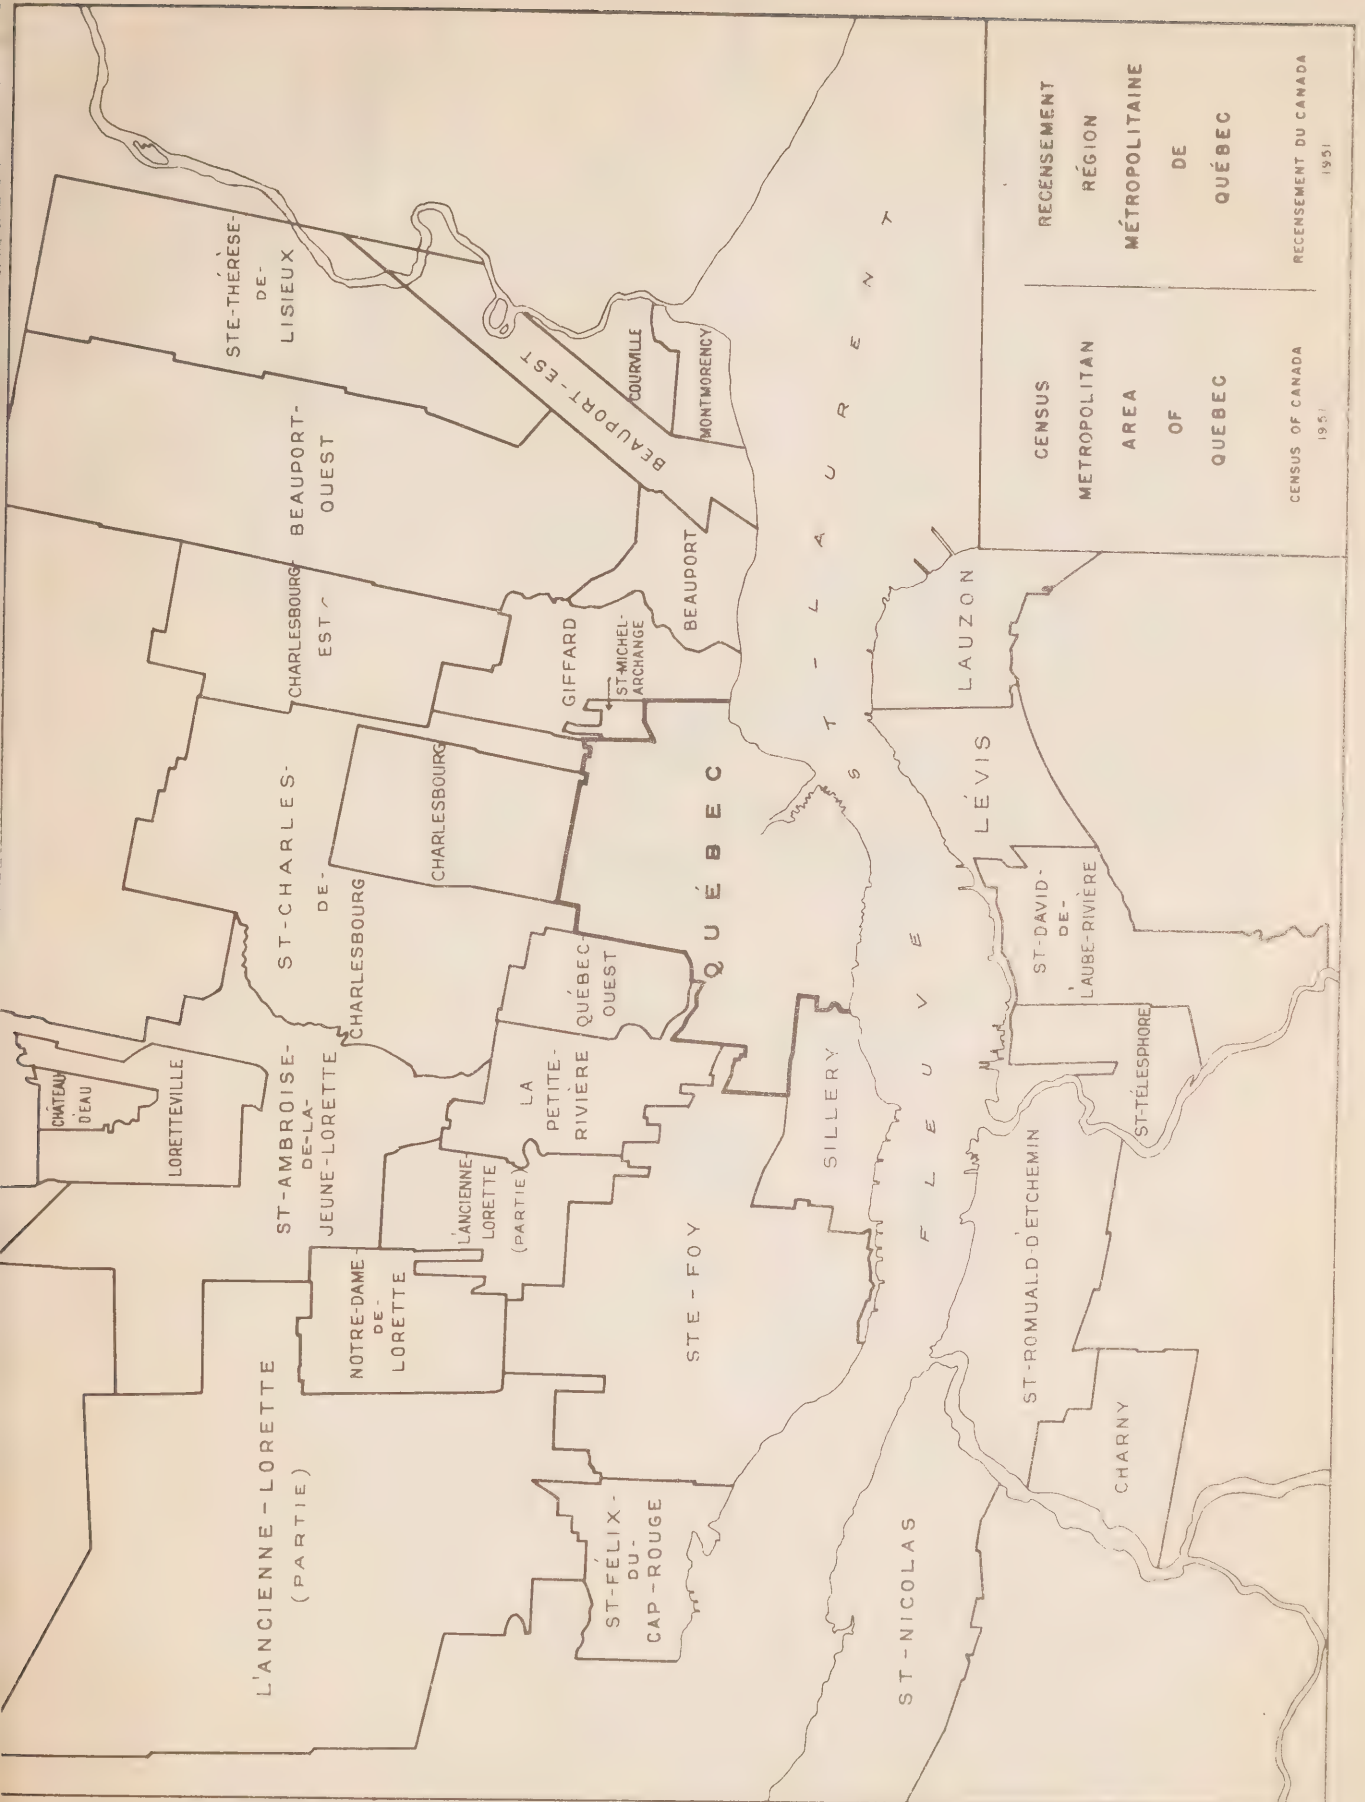 CHÂTEAU
D'EAU
LORETTEVILLE
ST-AMBROISE-
DE-LA-
JEUNE-LORETTE
L'ANCIENNE-LORETTE
(PARTIE)
NOTRE-DAME-
DE-
LORETTE
L'ANCIENNE-
LORETTE
(PARTIE)
ST-CHARLES-
DE-
CHARLESBOURG
CHARLESBOURG
CHARLESBOURG-
EST
BEAUPORT-
OUEST
STE-THÉRÈSE-
DE-
LISIEUX
BEAUPORT-EST
COURVILLE
MONTMORENCY
BEAUPORT
GIFFARD
ST-MICHEL-
ARCHANGE
QUÉBEC
QUÉBEC-
OUEST
LA
PETITE-
RIVIÈRE
STE-FOY
SILLERY
ST-FÉLIX-
DU-
CAP-ROUGE
FLEUVE ST-LAURENT
ST-NICOLAS
CHARNY
ST-ROMUALD-D'ETCHEMIN
ST-TÉLESPHORE
ST-DAVID-
DE-
L'AUBE-RIVIÈRE
LÉVIS
LAUZON
CENSUS
METROPOLITAN
AREA
OF
QUEBEC
CENSUS OF CANADA
1951
RECENSEMENT
RÉGION
MÉTROPOLITAINE
DE
QUÉBEC
RECENSEMENT DU CANADA
1951